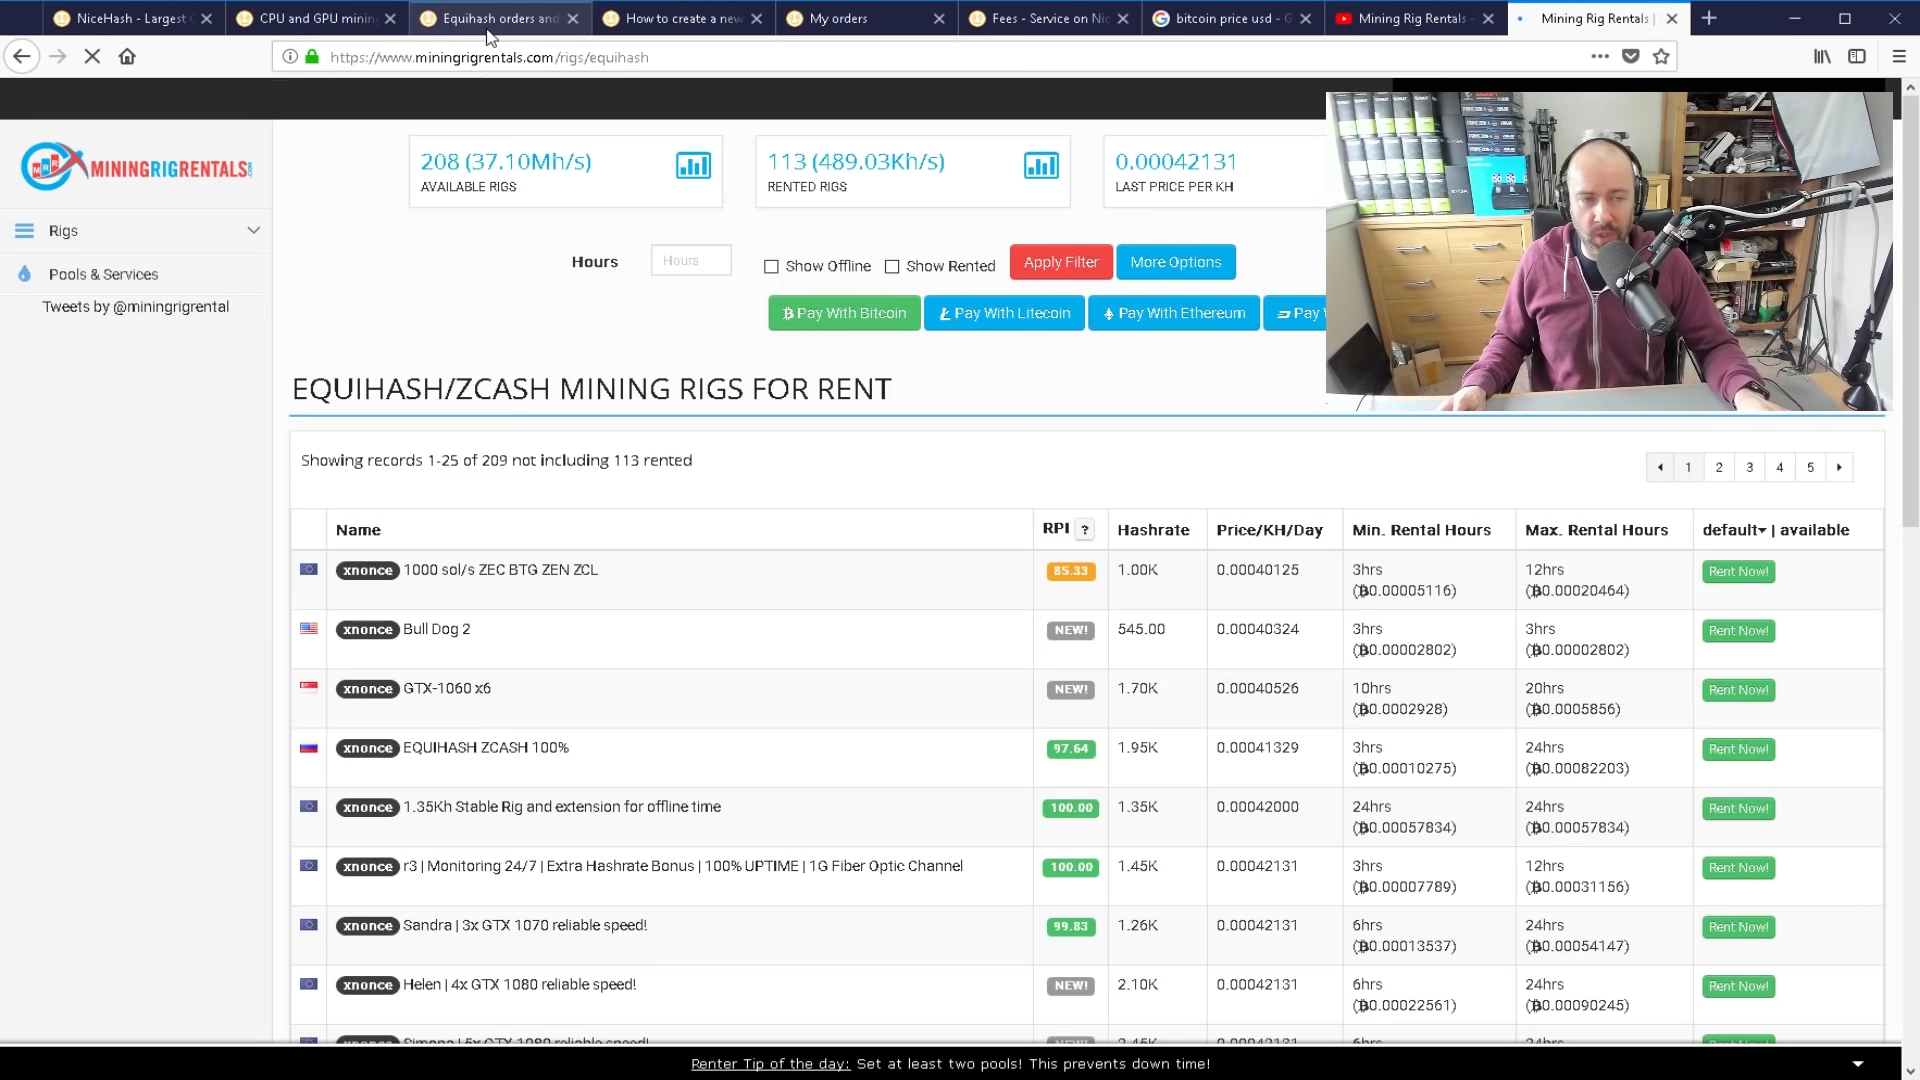 NiceHash - Largest C
CPU and GPU minin
Equihash orders and
How to create a new
My orders
Fees - Service on Nic
bitcoin price usd - G
Mining Rig Rentals -
Mining Rig Rentals |
https://www.miningrigrentals.com/rigs/equihash
MININGRIGRENTALS
Rigs
Pools & Services
Tweets by @miningrigrental
208 (37.10Mh/s)
AVAILABLE RIGS
113 (489.03Kh/s)
RENTED RIGS
0.00042131
LAST PRICE PER KH
Hours
Hours
Show Offline
Show Rented
Apply Filter
More Options
Pay With Bitcoin
Pay With Litecoin
Pay With Ethereum
Pay
EQUIHASH/ZCASH MINING RIGS FOR RENT
Showing records 1-25 of 209 not including 113 rented
1 2 3 4 5
Name RPI ? Hashrate Price/KH/Day Min. Rental Hours Max. Rental Hours default | available
xnonce 1000 sol/s ZEC BTG ZEN ZCL 85.33 1.00K 0.00040125 3hrs 12hrs Rent Now!
(₿0.00005116) (₿0.00020464)
xnonce Bull Dog 2 NEW! 545.00 0.00040324 3hrs 3hrs Rent Now!
(₿0.00002802) (₿0.00002802)
xnonce GTX-1060 x6 NEW! 1.70K 0.00040526 10hrs 20hrs Rent Now!
(₿0.0002928) (₿0.0005856)
xnonce EQUIHASH ZCASH 100% 97.64 1.95K 0.00041329 3hrs 24hrs Rent Now!
(₿0.00010275) (₿0.00082203)
xnonce 1.35Kh Stable Rig and extension for offline time 100.00 1.35K 0.00042000 24hrs 24hrs Rent Now!
(₿0.00057834) (₿0.00057834)
xnonce r3 | Monitoring 24/7 | Extra Hashrate Bonus | 100% UPTIME | 1G Fiber Optic Channel 100.00 1.45K 0.00042131 3hrs 12hrs Rent Now!
(₿0.00007789) (₿0.00031156)
xnonce Sandra | 3x GTX 1070 reliable speed! 99.83 1.26K 0.00042131 6hrs 24hrs Rent Now!
(₿0.00013537) (₿0.00054147)
xnonce Helen | 4x GTX 1080 reliable speed! NEW! 2.10K 0.00042131 6hrs 24hrs Rent Now!
(₿0.00022561) (₿0.00090245)
Renter Tip of the day: Set at least two pools! This prevents down time!